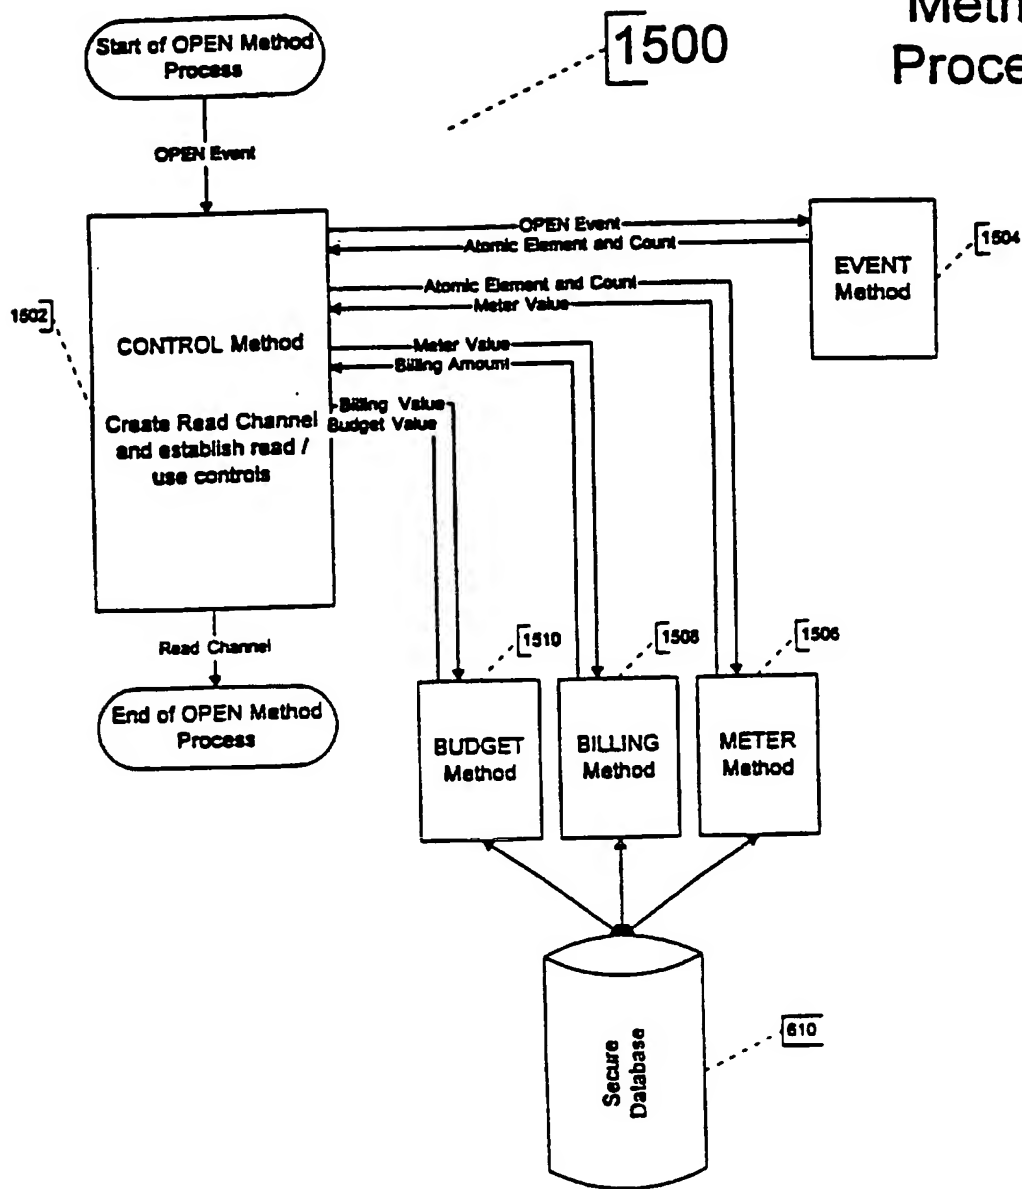 Start of OPEN Method
Process
1500
Meth
Proce
OPEN Event
OPEN Event
Atomic Element and Count
EVENT
Method
1504
Atomic Element and Count
Meter Value
1502
CONTROL Method
Meter Value
Billing Amount
Billing Value
Budget Value
Create Read Channel
and establish read /
use controls
Read Channel
End of OPEN Method
Process
1510
1508
1506
BUDGET
Method
BILLING
Method
METER
Method
Secure
Database
610